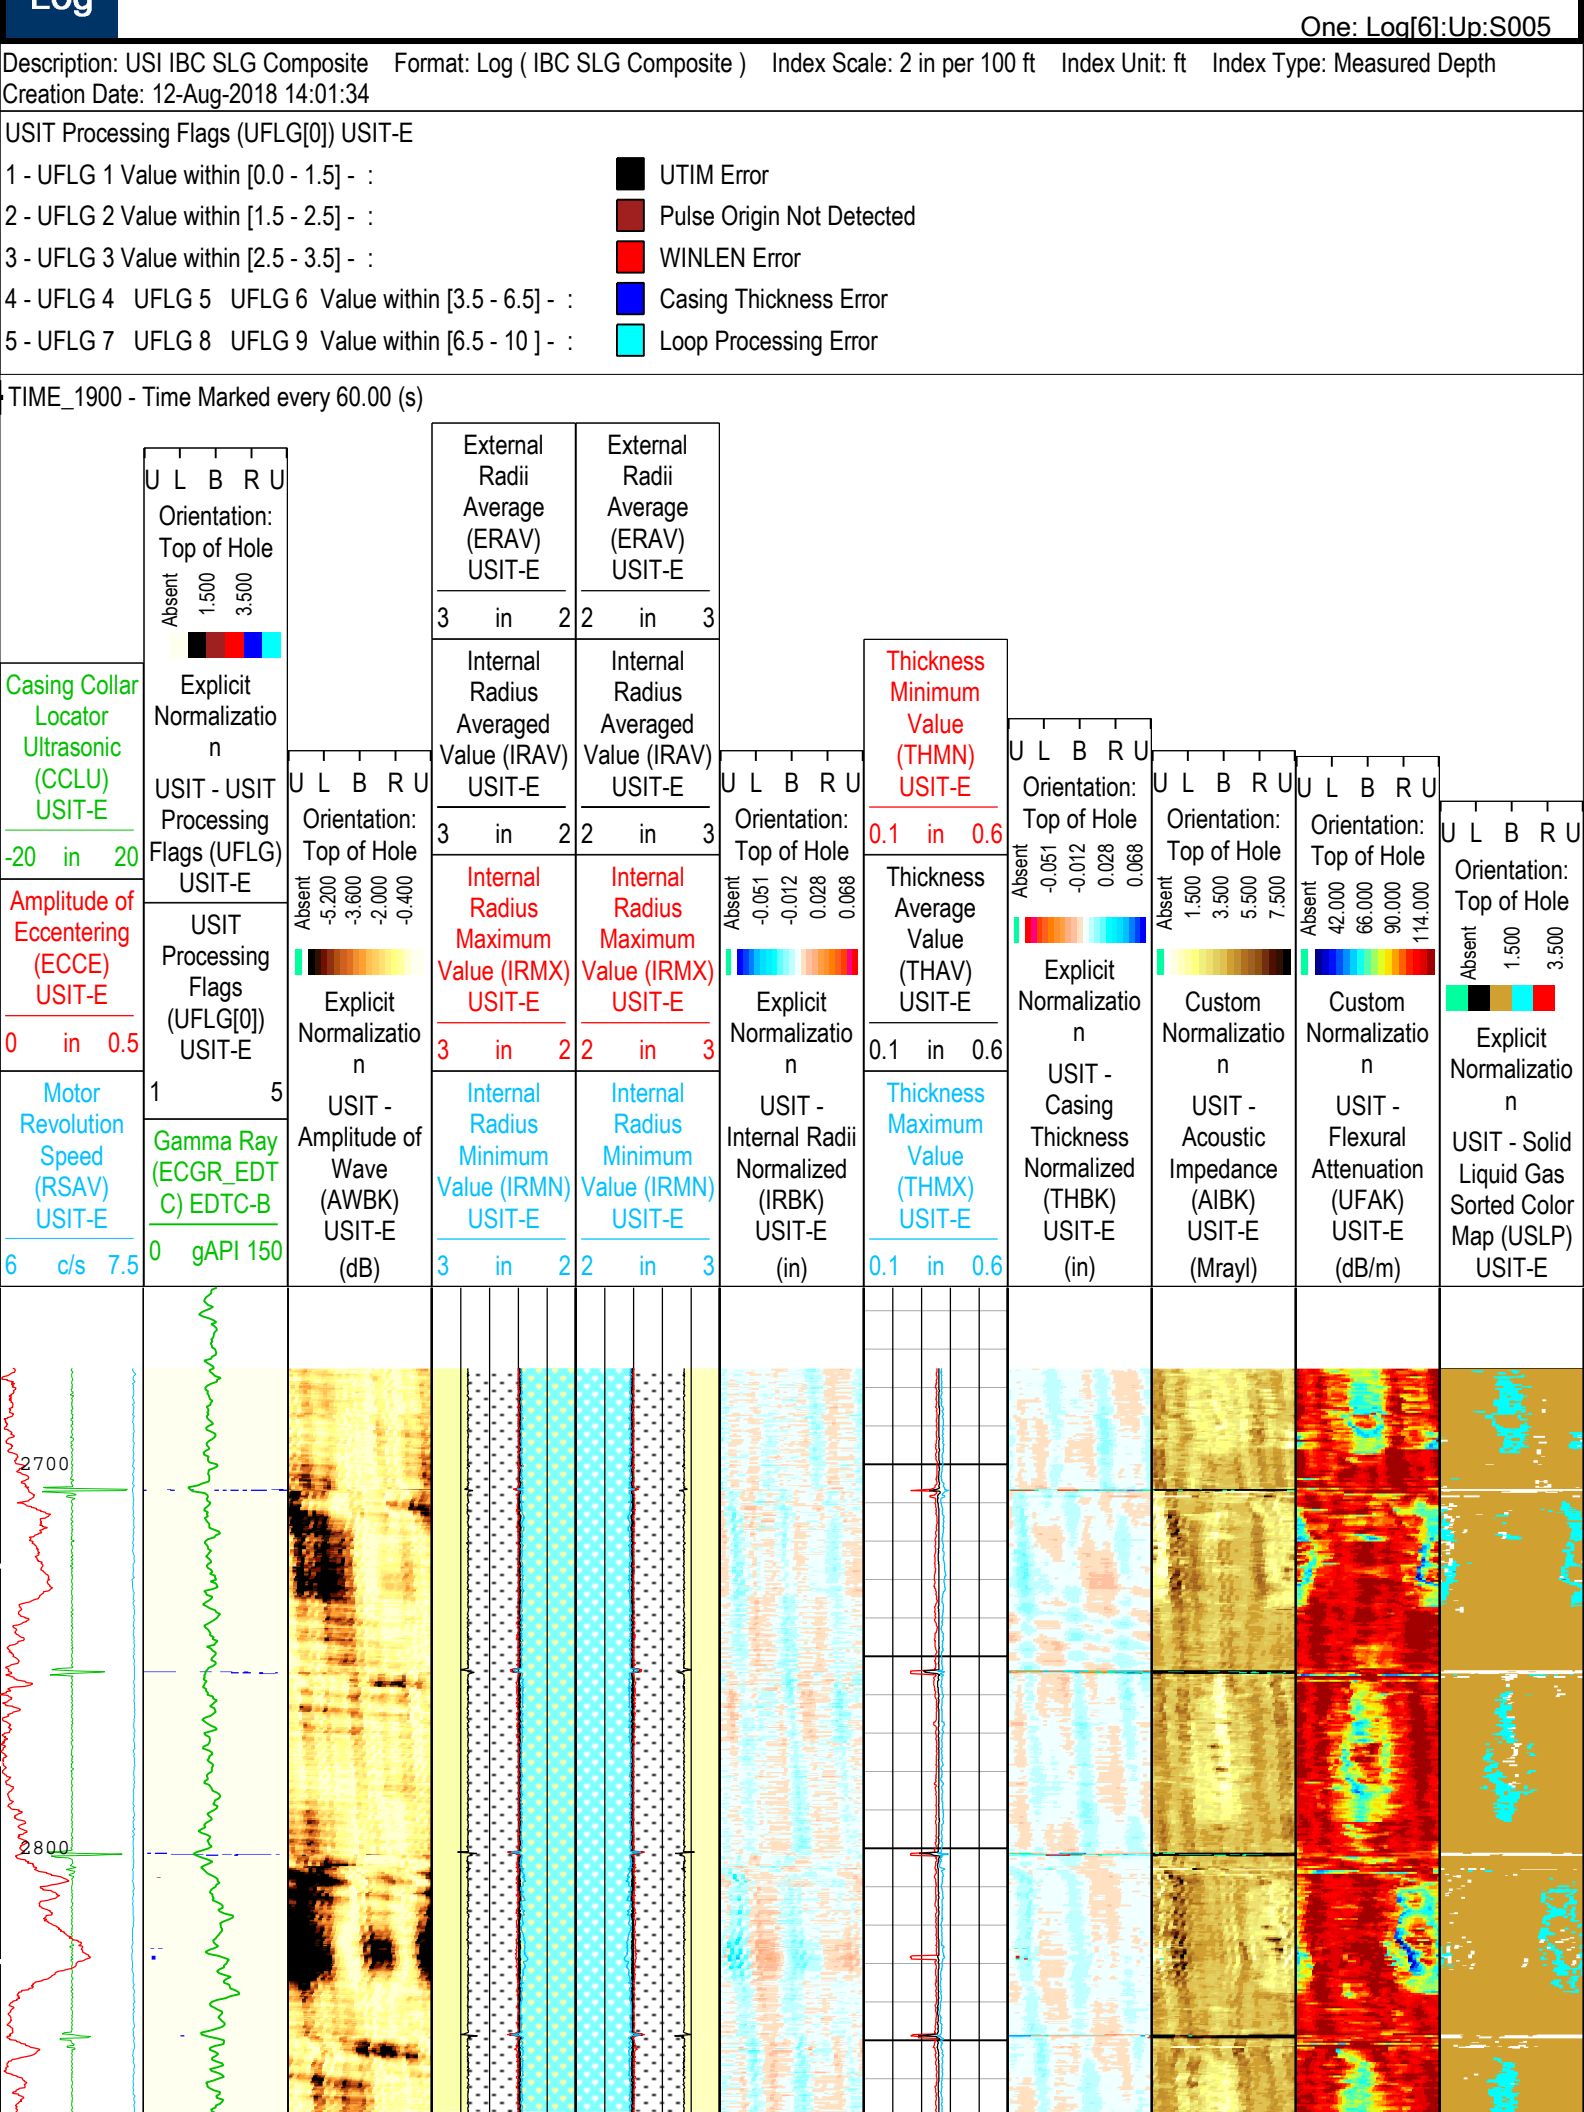 Log
One: Log[6]:Up:S005
Description: USI IBC SLG Composite Format: Log ( IBC SLG Composite ) Index Scale: 2 in per 100 ft Index Unit: ft Index Type: Measured Depth
Creation Date: 12-Aug-2018 14:01:34
USIT Processing Flags (UFLG[0]) USIT-E
1 - UFLG 1 Value within [0.0 - 1.5] - : UTIM Error
2 - UFLG 2 Value within [1.5 - 2.5] - : Pulse Origin Not Detected
3 - UFLG 3 Value within [2.5 - 3.5] - : WINLEN Error
4 - UFLG 4 UFLG 5 UFLG 6 Value within [3.5 - 6.5] - : Casing Thickness Error
5 - UFLG 7 UFLG 8 UFLG 9 Value within [6.5 - 10 ] - : Loop Processing Error
TIME_1900 - Time Marked every 60.00 (s)
Casing Collar
Locator
Ultrasonic
(CCLU)
USIT-E
-20 in 20
Amplitude of
Eccentering
(ECCE)
USIT-E
0 in 0.5
Motor
Revolution
Speed
(RSAV)
USIT-E
6 c/s 7.5
U L B R U
Orientation:
Top of Hole
Absent 1.500 3.500
Explicit
Normalizatio
n
USIT - USIT
Processing
Flags (UFLG)
USIT-E
USIT
Processing
Flags
(UFLG[0])
USIT-E
1 5
Gamma Ray
(ECGR_EDT
C) EDTC-B
0 gAPI 150
U L B R U
Orientation:
Top of Hole
Absent -5.200 -3.600 -2.000 -0.400
Explicit
Normalizatio
n
USIT -
Amplitude of
Wave
(AWBK)
USIT-E
(dB)
External
Radii
Average
(ERAV)
USIT-E
3 in 2
Internal
Radius
Averaged
Value (IRAV)
USIT-E
3 in 2
Internal
Radius
Maximum
Value (IRMX)
USIT-E
3 in 2
Internal
Radius
Minimum
Value (IRMN)
USIT-E
3 in 2
External
Radii
Average
(ERAV)
USIT-E
2 in 3
Internal
Radius
Averaged
Value (IRAV)
USIT-E
2 in 3
Internal
Radius
Maximum
Value (IRMX)
USIT-E
2 in 3
Internal
Radius
Minimum
Value (IRMN)
USIT-E
2 in 3
U L B R U
Orientation:
Top of Hole
Absent -0.051 -0.012 0.028 0.068
Explicit
Normalizatio
n
USIT -
Internal Radii
Normalized
(IRBK)
USIT-E
(in)
Thickness
Minimum
Value
(THMN)
USIT-E
0.1 in 0.6
Thickness
Average
Value
(THAV)
USIT-E
0.1 in 0.6
Thickness
Maximum
Value
(THMX)
USIT-E
0.1 in 0.6
U L B R U
Orientation:
Top of Hole
Absent -0.051 -0.012 0.028 0.068
Explicit
Normalizatio
n
USIT -
Casing
Thickness
Normalized
(THBK)
USIT-E
(in)
U L B R U
Orientation:
Top of Hole
Absent 1.500 3.500 5.500 7.500
Custom
Normalizatio
n
USIT -
Acoustic
Impedance
(AIBK)
USIT-E
(Mrayl)
U L B R U
Orientation:
Top of Hole
Absent 42.000 66.000 90.000 114.000
Custom
Normalizatio
n
USIT -
Flexural
Attenuation
(UFAK)
USIT-E
(dB/m)
U L B R U
Orientation:
Top of Hole
Absent 1.500 3.500
Explicit
Normalizatio
n
USIT - Solid
Liquid Gas
Sorted Color
Map (USLP)
USIT-E
2700
2800